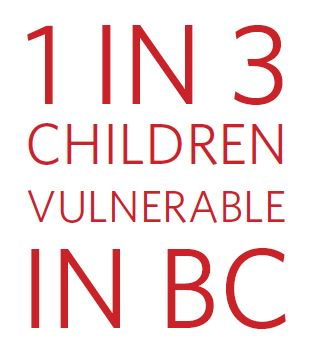 1 IN 3
CHILDREN
VULNERABLE
IN BC